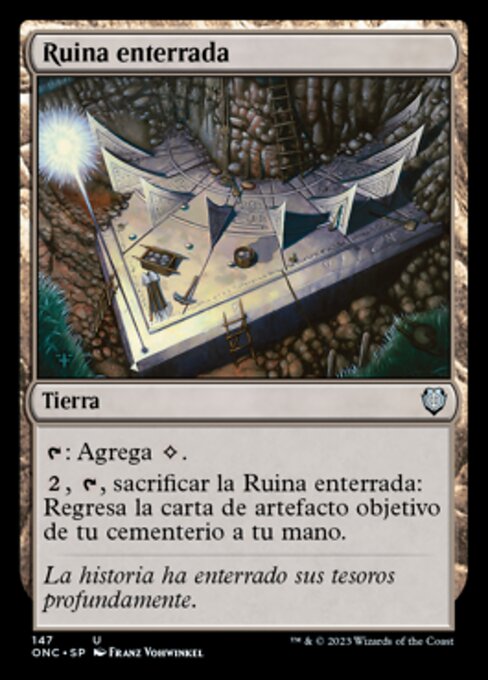 Ruina enterrada
Tierra
: Agrega .
2, , sacrificar la Ruina enterrada:
Regresa la carta de artefacto objetivo
de tu cementerio a tu mano.
La historia ha enterrado sus tesoros
profundamente.
147 U
ONC • SP Franz Vohwinkel
™ & © 2023 Wizards of the Coast